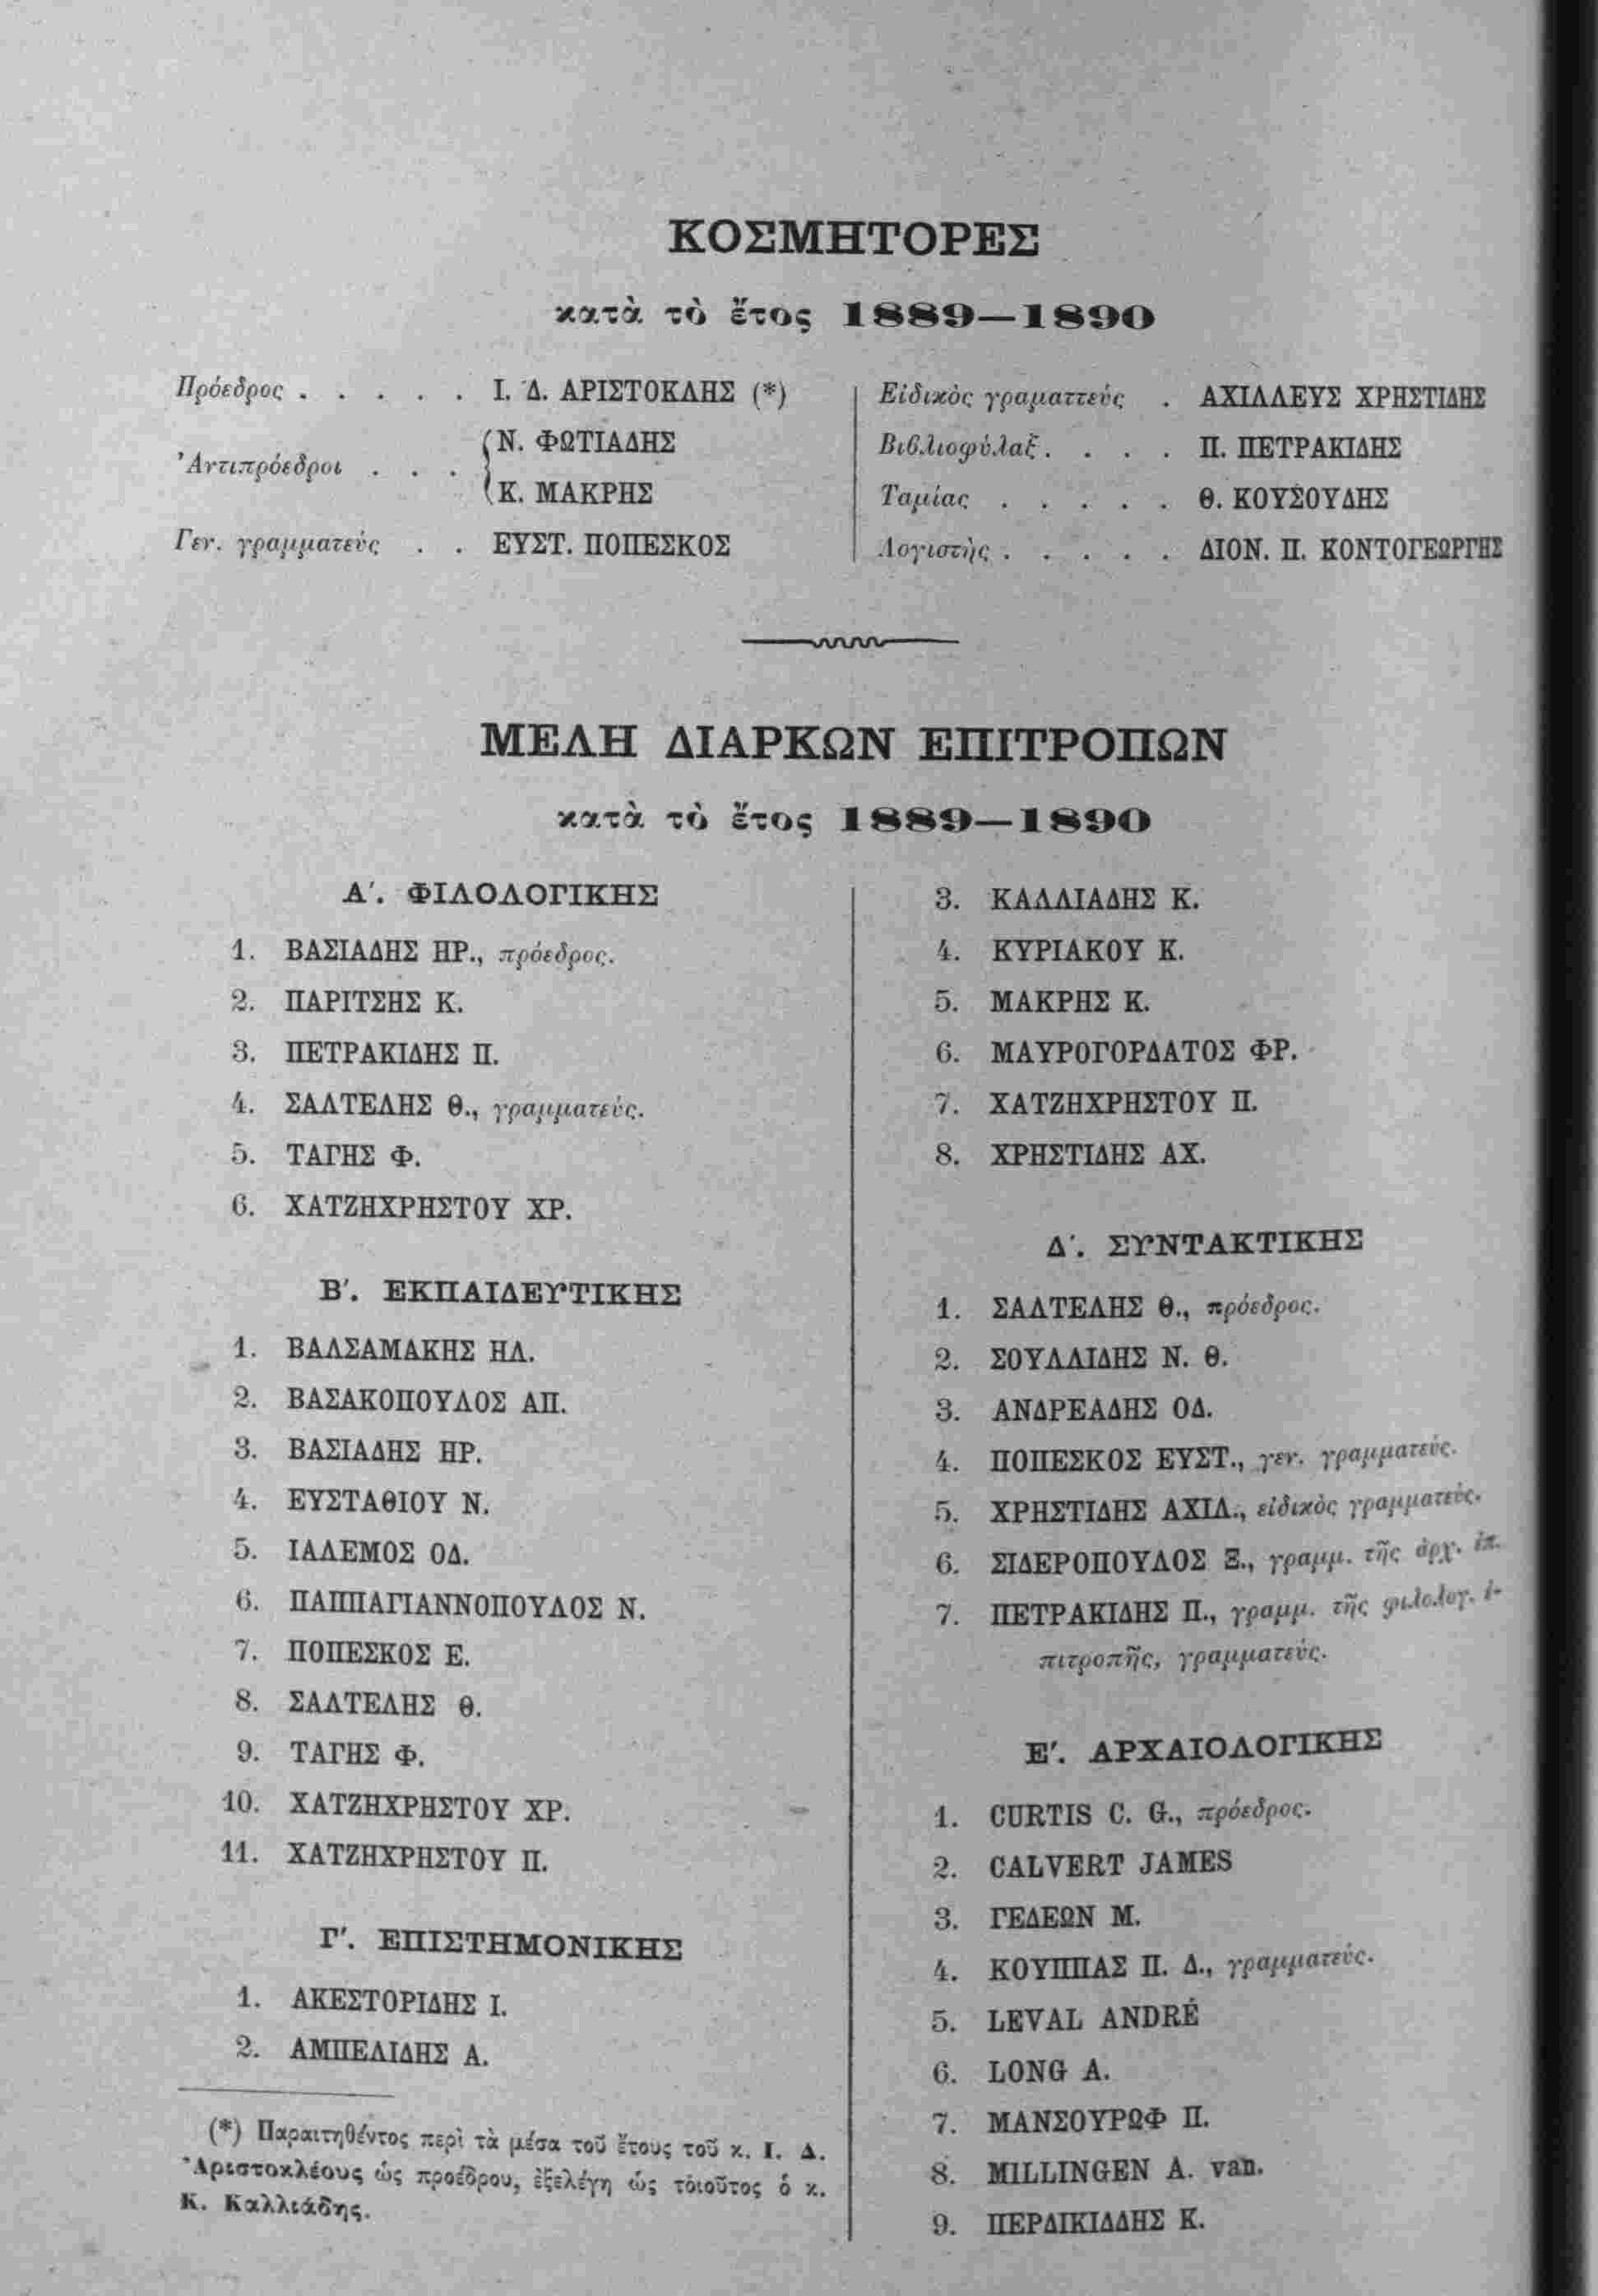 ΚΟΣΜΗΤΟΡΕΣ
κατὰ τὸ ἔτος 1889—1890
Πρόεδρος . . . . . Ι. Δ. ΑΡΙΣΤΟΚΛΗΣ (*)
Ἀντιπρόεδροι . . . { Ν. ΦΩΤΙΑΔΗΣ
Κ. ΜΑΚΡΗΣ
Γεν. γραμματεὺς . . ΕΥΣΤ. ΠΟΠΕΣΚΟΣ
Εἰδικὸς γραμματεὺς . ΑΧΙΛΛΕΥΣ ΧΡΗΣΤΙΔΗΣ
Βιβλιοφύλαξ . . . . Π. ΠΕΤΡΑΚΙΔΗΣ
Ταμίας . . . . . Θ. ΚΟΥΣΟΥΔΗΣ
Λογιστὴς . . . . . ΔΙΟΝ. Π. ΚΟΝΤΟΓΕΩΡΓΗΣ
ΜΕΛΗ ΔΙΑΡΚΩΝ ΕΠΙΤΡΟΠΩΝ
κατὰ τὸ ἔτος 1889—1890
Α′. ΦΙΛΟΛΟΓΙΚΗΣ
1. ΒΑΣΙΑΔΗΣ ΗΡ., πρόεδρος.
2. ΠΑΡΙΤΣΗΣ Κ.
3. ΠΕΤΡΑΚΙΔΗΣ Π.
4. ΣΑΛΤΕΛΗΣ Θ., γραμματεύς.
5. ΤΑΓΗΣ Φ.
6. ΧΑΤΖΗΧΡΗΣΤΟΥ ΧΡ.
Β′. ΕΚΠΑΙΔΕΥΤΙΚΗΣ
1. ΒΑΛΣΑΜΑΚΗΣ ΗΛ.
2. ΒΑΣΑΚΟΠΟΥΛΟΣ ΑΠ.
3. ΒΑΣΙΑΔΗΣ ΗΡ.
4. ΕΥΣΤΑΘΙΟΥ Ν.
5. ΙΑΛΕΜΟΣ ΟΔ.
6. ΠΑΠΠΑΓΙΑΝΝΟΠΟΥΛΟΣ Ν.
7. ΠΟΠΕΣΚΟΣ Ε.
8. ΣΑΛΤΕΛΗΣ Θ.
9. ΤΑΓΗΣ Φ.
10. ΧΑΤΖΗΧΡΗΣΤΟΥ ΧΡ.
11. ΧΑΤΖΗΧΡΗΣΤΟΥ Π.
Γ′. ΕΠΙΣΤΗΜΟΝΙΚΗΣ
1. ΑΚΕΣΤΟΡΙΔΗΣ Ι.
2. ΑΜΠΕΛΙΔΗΣ Α.
3. ΚΑΛΛΙΑΔΗΣ Κ.
4. ΚΥΡΙΑΚΟΥ Κ.
5. ΜΑΚΡΗΣ Κ.
6. ΜΑΥΡΟΓΟΡΔΑΤΟΣ ΦΡ.
7. ΧΑΤΖΗΧΡΗΣΤΟΥ Π.
8. ΧΡΗΣΤΙΔΗΣ ΑΧ.
Δ′. ΣΥΝΤΑΚΤΙΚΗΣ
1. ΣΑΛΤΕΛΗΣ Θ., πρόεδρος.
2. ΣΟΥΛΛΙΔΗΣ Ν. Θ.
3. ΑΝΔΡΕΑΔΗΣ ΟΔ.
4. ΠΟΠΕΣΚΟΣ ΕΥΣΤ., γεν. γραμματεύς.
5. ΧΡΗΣΤΙΔΗΣ ΑΧΙΛ., εἰδικὸς γραμματεύς.
6. ΣΙΔΕΡΟΠΟΥΛΟΣ Ξ., γραμμ. τῆς ἀρχ. ἐπ.
7. ΠΕΤΡΑΚΙΔΗΣ Π., γραμμ. τῆς φιλολογ. ἐ-
πιτροπῆς, γραμματεύς.
Ε′. ΑΡΧΑΙΟΛΟΓΙΚΗΣ
1. CURTIS C. G., πρόεδρος.
2. CALVERT JAMES
3. ΓΕΔΕΩΝ Μ.
4. ΚΟΥΠΠΑΣ Π. Δ., γραμματεύς.
5. LEVAL ANDRÉ
6. LONG A.
7. ΜΑΝΣΟΥΡΩΦ Π.
8. MILLINGEN A. van.
9. ΠΕΡΔΙΚΙΔΔΗΣ Κ.
(*) Παραιτηθέντος περὶ τὰ μέσα τοῦ ἔτους τοῦ κ. Ι. Δ.
Ἀριστοκλέους ὡς προέδρου, ἐξελέγη ὡς τοιοῦτος ὁ κ.
Κ. Καλλιάδης.